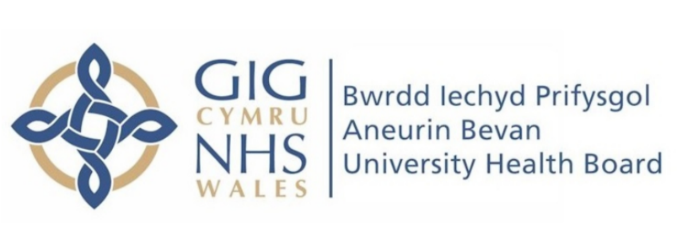 GIG
CYMRU
NHS
WALES
Bwrdd Iechyd Prifysgol
Aneurin Bevan
University Health Board